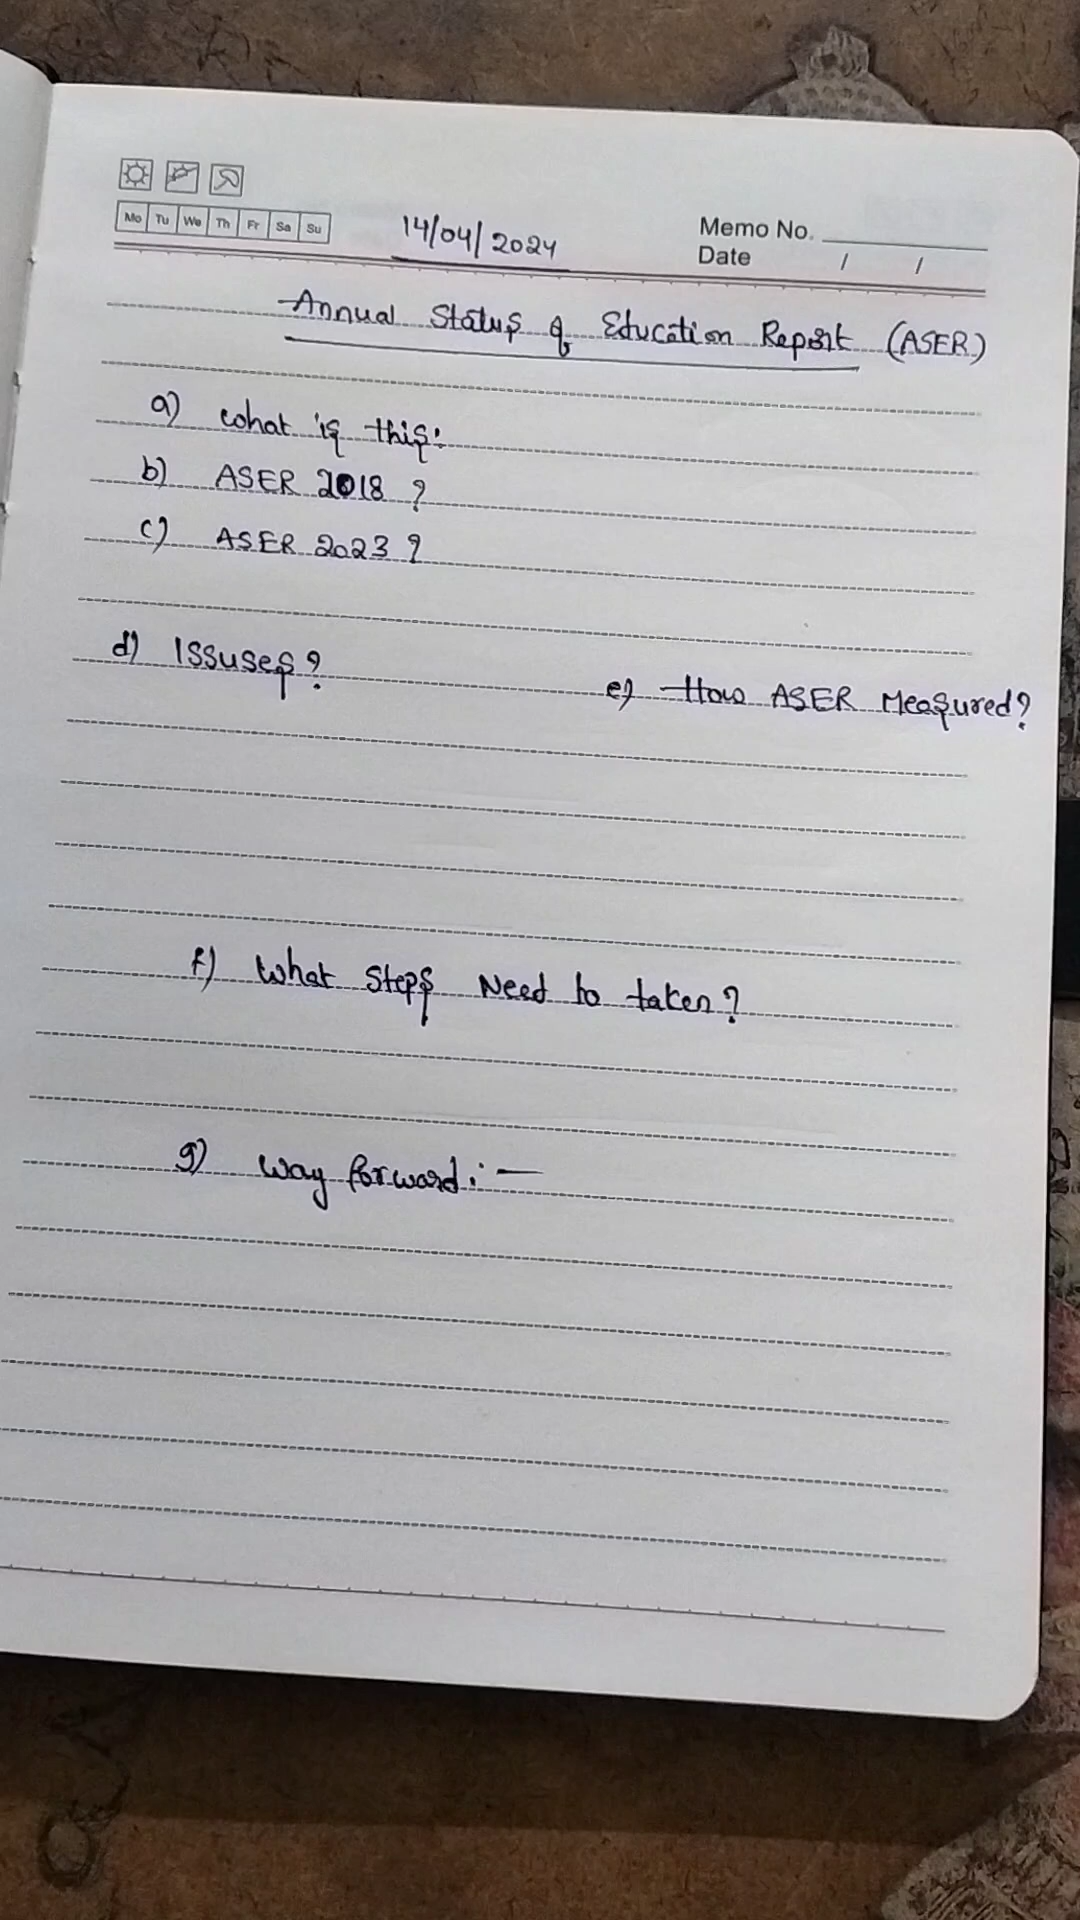 Mo Tu We Th Fr Sa Su
14/04/2024
Memo No.
Date / /
Annual Status of Education Report (ASER)
a) What is this:
b) ASER 2018 ?
c) ASER 2023 ?
d) Issuses ?
e) How ASER Measured?
f) What Steps Need to taken?
g) Way forward :-